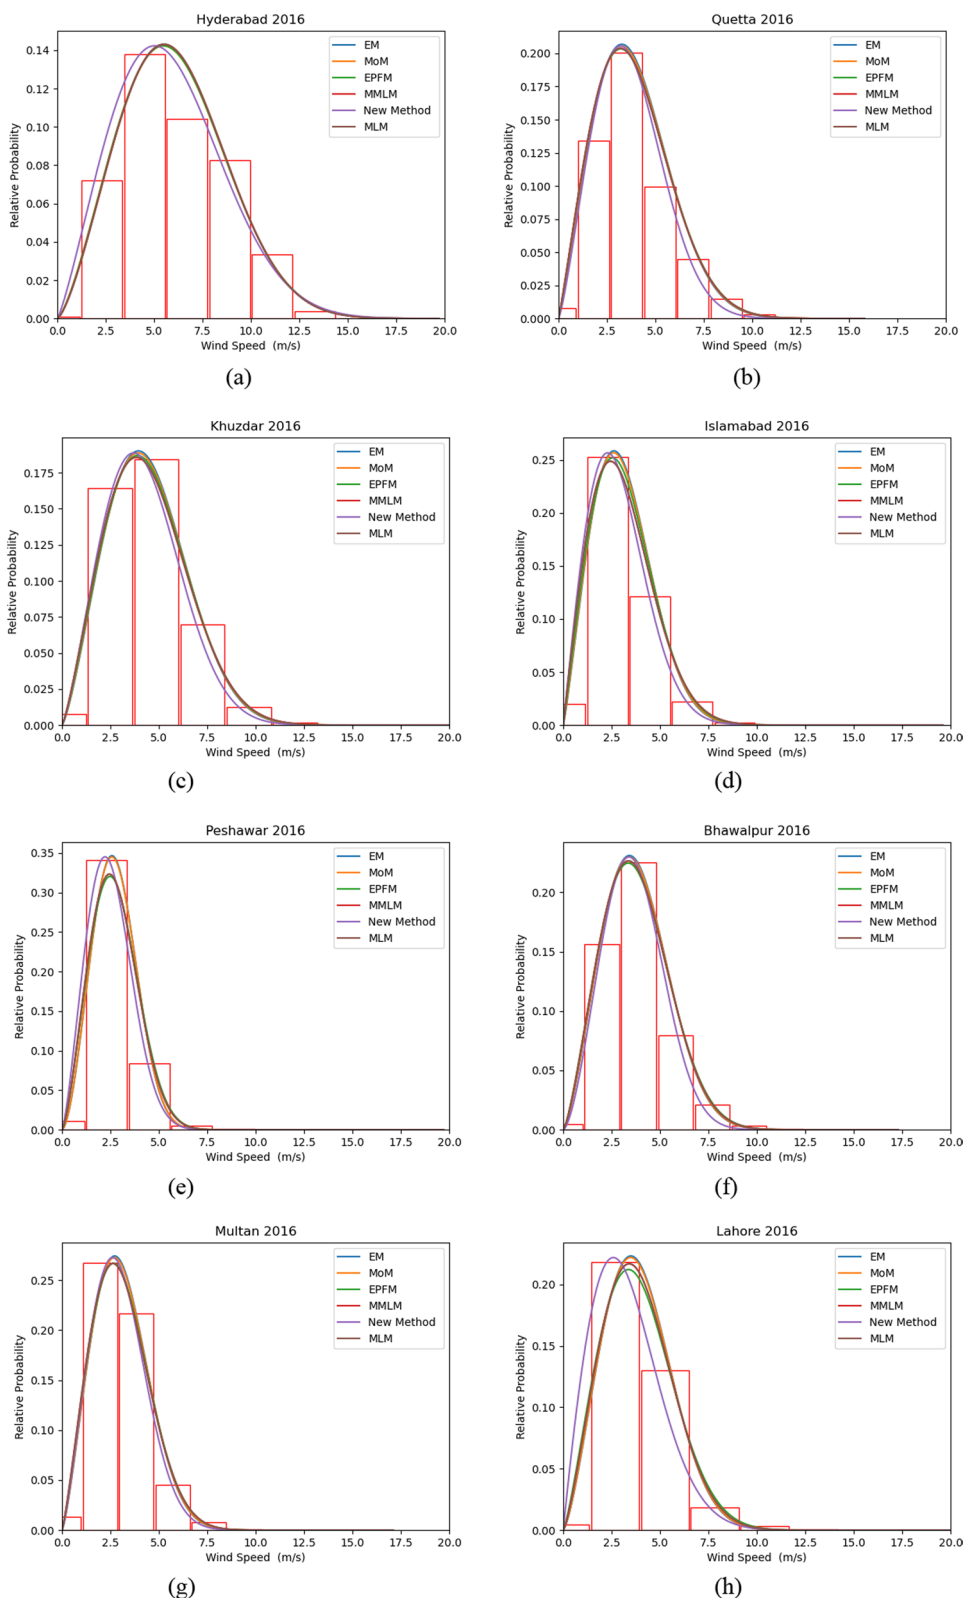 Hyderabad 2016
Relative Probability
0.14
0.12
0.10
0.08
0.06
0.04
0.02
0.00
EM
MoM
EPFM
MMLM
New Method
MLM
0.0 2.5 5.0 7.5 10.0 12.5 15.0 17.5 20.0
Wind Speed (m/s)
(a)
Quetta 2016
Relative Probability
0.200
0.175
0.150
0.125
0.100
0.075
0.050
0.025
0.000
EM
MoM
EPFM
MMLM
New Method
MLM
0.0 2.5 5.0 7.5 10.0 12.5 15.0 17.5 20.0
Wind Speed (m/s)
(b)
Khuzdar 2016
Relative Probability
0.175
0.150
0.125
0.100
0.075
0.050
0.025
0.000
EM
MoM
EPFM
MMLM
New Method
MLM
0.0 2.5 5.0 7.5 10.0 12.5 15.0 17.5 20.0
Wind Speed (m/s)
(c)
Islamabad 2016
Relative Probability
0.25
0.20
0.15
0.10
0.05
0.00
EM
MoM
EPFM
MMLM
New Method
MLM
0.0 2.5 5.0 7.5 10.0 12.5 15.0 17.5 20.0
Wind Speed (m/s)
(d)
Peshawar 2016
Relative Probability
0.35
0.30
0.25
0.20
0.15
0.10
0.05
0.00
EM
MoM
EPFM
MMLM
New Method
MLM
0.0 2.5 5.0 7.5 10.0 12.5 15.0 17.5 20.0
Wind Speed (m/s)
(e)
Bhawalpur 2016
Relative Probability
0.20
0.15
0.10
0.05
0.00
EM
MoM
EPFM
MMLM
New Method
MLM
0.0 2.5 5.0 7.5 10.0 12.5 15.0 17.5 20.0
Wind Speed (m/s)
(f)
Multan 2016
Relative Probability
0.25
0.20
0.15
0.10
0.05
0.00
EM
MoM
EPFM
MMLM
New Method
MLM
0.0 2.5 5.0 7.5 10.0 12.5 15.0 17.5 20.0
Wind Speed (m/s)
(g)
Lahore 2016
Relative Probability
0.20
0.15
0.10
0.05
0.00
EM
MoM
EPFM
MMLM
New Method
MLM
0.0 2.5 5.0 7.5 10.0 12.5 15.0 17.5 20.0
Wind Speed (m/s)
(h)